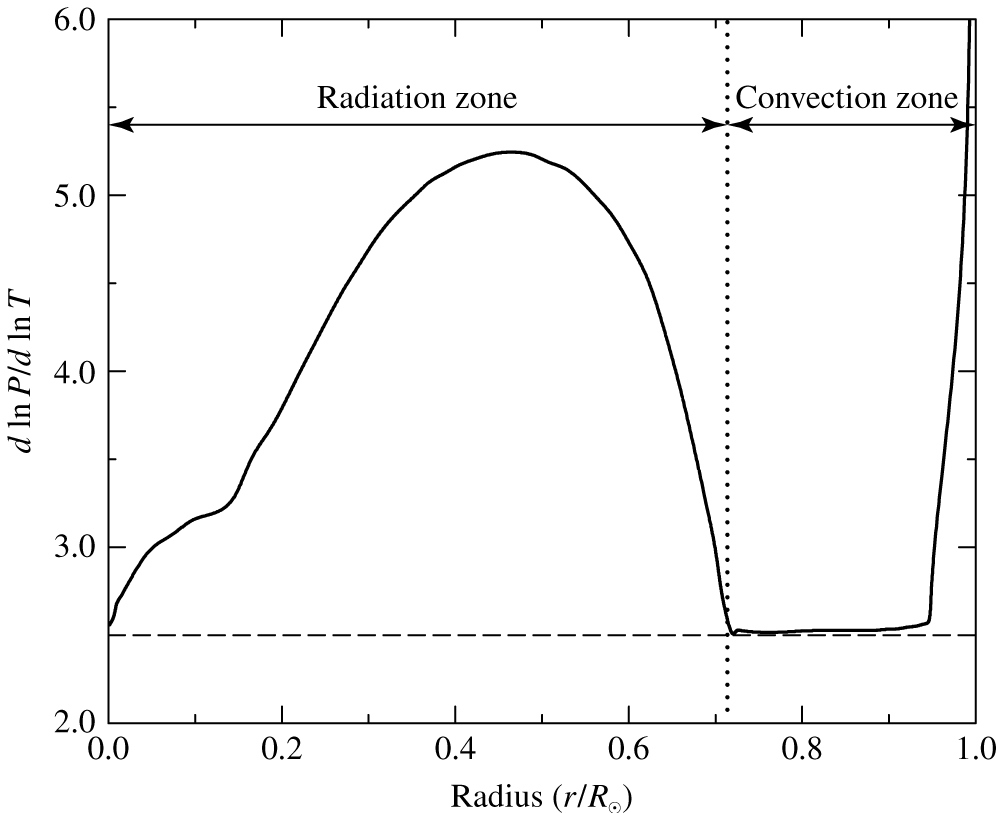 6.0
Radiation zone
Convection zone
5.0
d ln P/d ln T
4.0
3.0
2.0
0.0 0.2 0.4 0.6 0.8 1.0
Radius (r/R☉)